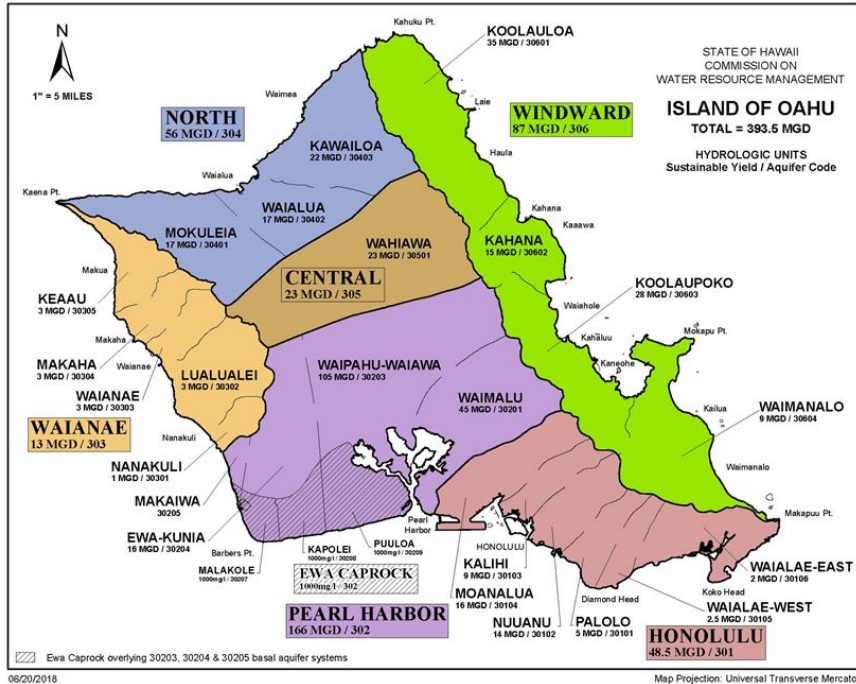 Kahuku Pt.
N
1" = 5 MILES
KOOLAULOA
35 MGD / 30601
STATE OF HAWAII
COMMISSION ON
WATER RESOURCE MANAGEMENT
ISLAND OF OAHU
TOTAL = 393.5 MGD
HYDROLOGIC UNITS
Sustainable Yield / Aquifer Code
Waimea
Laie
NORTH
56 MGD / 304
WINDWARD
87 MGD / 306
KAWAILOA
22 MGD / 30403
Haula
Waialua
Kaena Pt.
WAIALUA
17 MGD / 30402
MOKULEIA
17 MGD / 30401
Kahana
Kaaawa
WAHIAWA
23 MGD / 30501
KAHANA
15 MGD / 30602
CENTRAL
23 MGD / 305
Makua
KEAAU
3 MGD / 30305
KOOLAUPOKO
28 MGD / 30603
Waiahole
Mokapu Pt.
Kahaluu
Kaneohe
Makaha
MAKAHA
3 MGD / 30304
Waianae
WAIANAE
3 MGD / 30303
LUALUALEI
3 MGD / 30302
WAIPAHU-WAIAWA
105 MGD / 30203
WAIMALU
45 MGD / 30201
Kailua
WAIMANALO
9 MGD / 30604
WAIANAE
13 MGD / 303
Nanakuli
NANAKULI
1 MGD / 30301
Waimanalo
MAKAIWA
30205
Makapuu Pt.
EWA-KUNIA
16 MGD / 30204
Pearl
Harbor
Barbers Pt.
MALAKOLE
1000mg/l / 30207
KAPOLEI
1000mg/l / 30208
PUULOA
1000mg/l / 30209
HONOLULU
KALIHI
9 MGD / 30103
WAIALAE-EAST
2 MGD / 30106
EWA CAPROCK
1000mg/l / 302
MOANALUA
16 MGD / 30104
Koko Head
Diamond Head
WAIALAE-WEST
2.5 MGD / 30105
PEARL HARBOR
166 MGD / 302
NUUANU
14 MGD / 30102
PALOLO
5 MGD / 30101
HONOLULU
48.5 MGD / 301
Ewa Caprock overlying 30203, 30204 & 30205 basal aquifer systems
06/20/2018
Map Projection: Universal Transverse Mercato